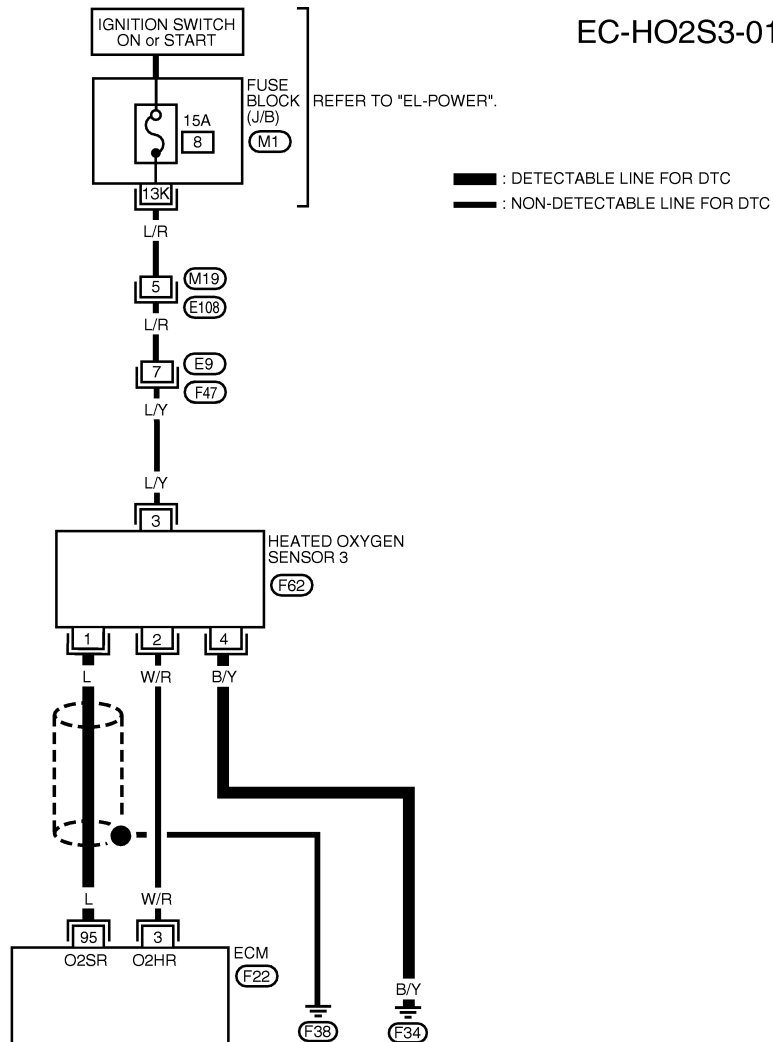 IGNITION SWITCH
ON or START
EC-HO2S3-01
FUSE
BLOCK
(J/B)
M1
REFER TO "EL-POWER".
15A
8
13K
: DETECTABLE LINE FOR DTC
: NON-DETECTABLE LINE FOR DTC
L/R
5
M19
E108
L/R
7
E9
F47
L/Y
L/Y
3
HEATED OXYGEN
SENSOR 3
F62
1 2 4
L W/R B/Y
L W/R
95 3
O2SR O2HR
ECM
F22
B/Y
F38 F34